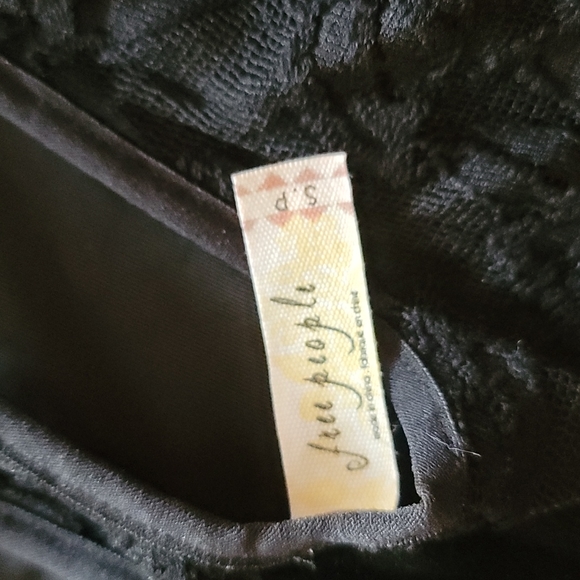 S.P
free people
made in china . fabriqué en chine